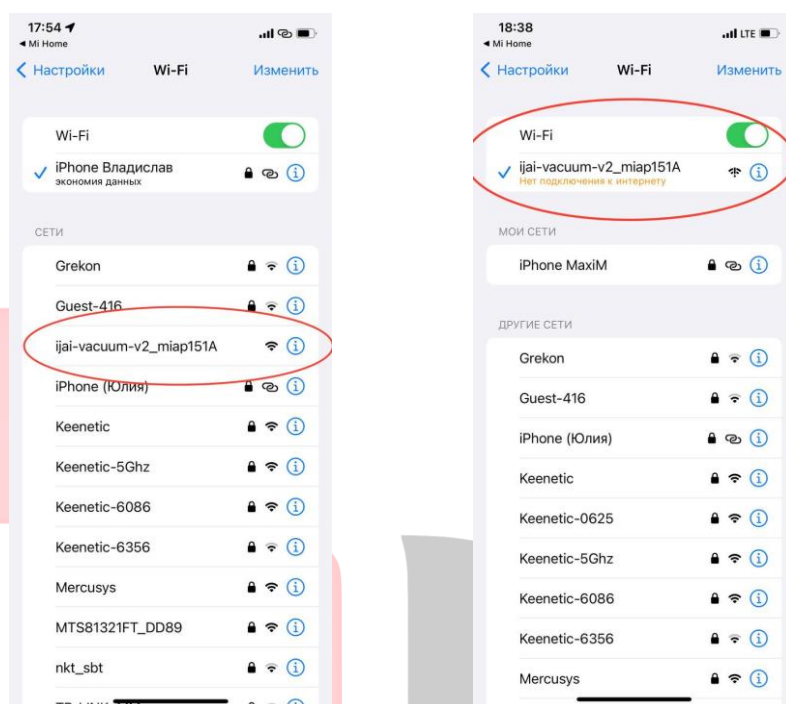 17:54
Mi Home
Настройки
Wi-Fi
Изменить
Wi-Fi
iPhone Владислав
экономия данных
СЕТИ
Grekon
Guest-416
ijai-vacuum-v2_miap151A
iPhone (Юлия)
Keenetic
Keenetic-5Ghz
Keenetic-6086
Keenetic-6356
Mercusys
MTS81321FT_DD89
nkt_sbt
18:38
LTE
Mi Home
Настройки
Wi-Fi
Изменить
Wi-Fi
ijai-vacuum-v2_miap151A
Нет подключения к интернету
МОИ СЕТИ
iPhone MaxiM
ДРУГИЕ СЕТИ
Grekon
Guest-416
iPhone (Юлия)
Keenetic
Keenetic-0625
Keenetic-5Ghz
Keenetic-6086
Keenetic-6356
Mercusys